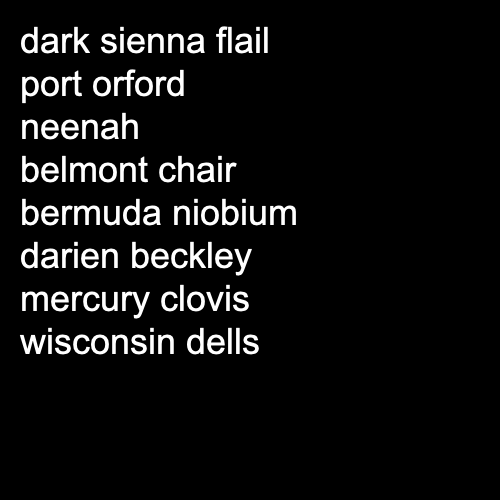 dark sienna flail
port orford
neenah
belmont chair
bermuda niobium
darien beckley
mercury clovis
wisconsin dells